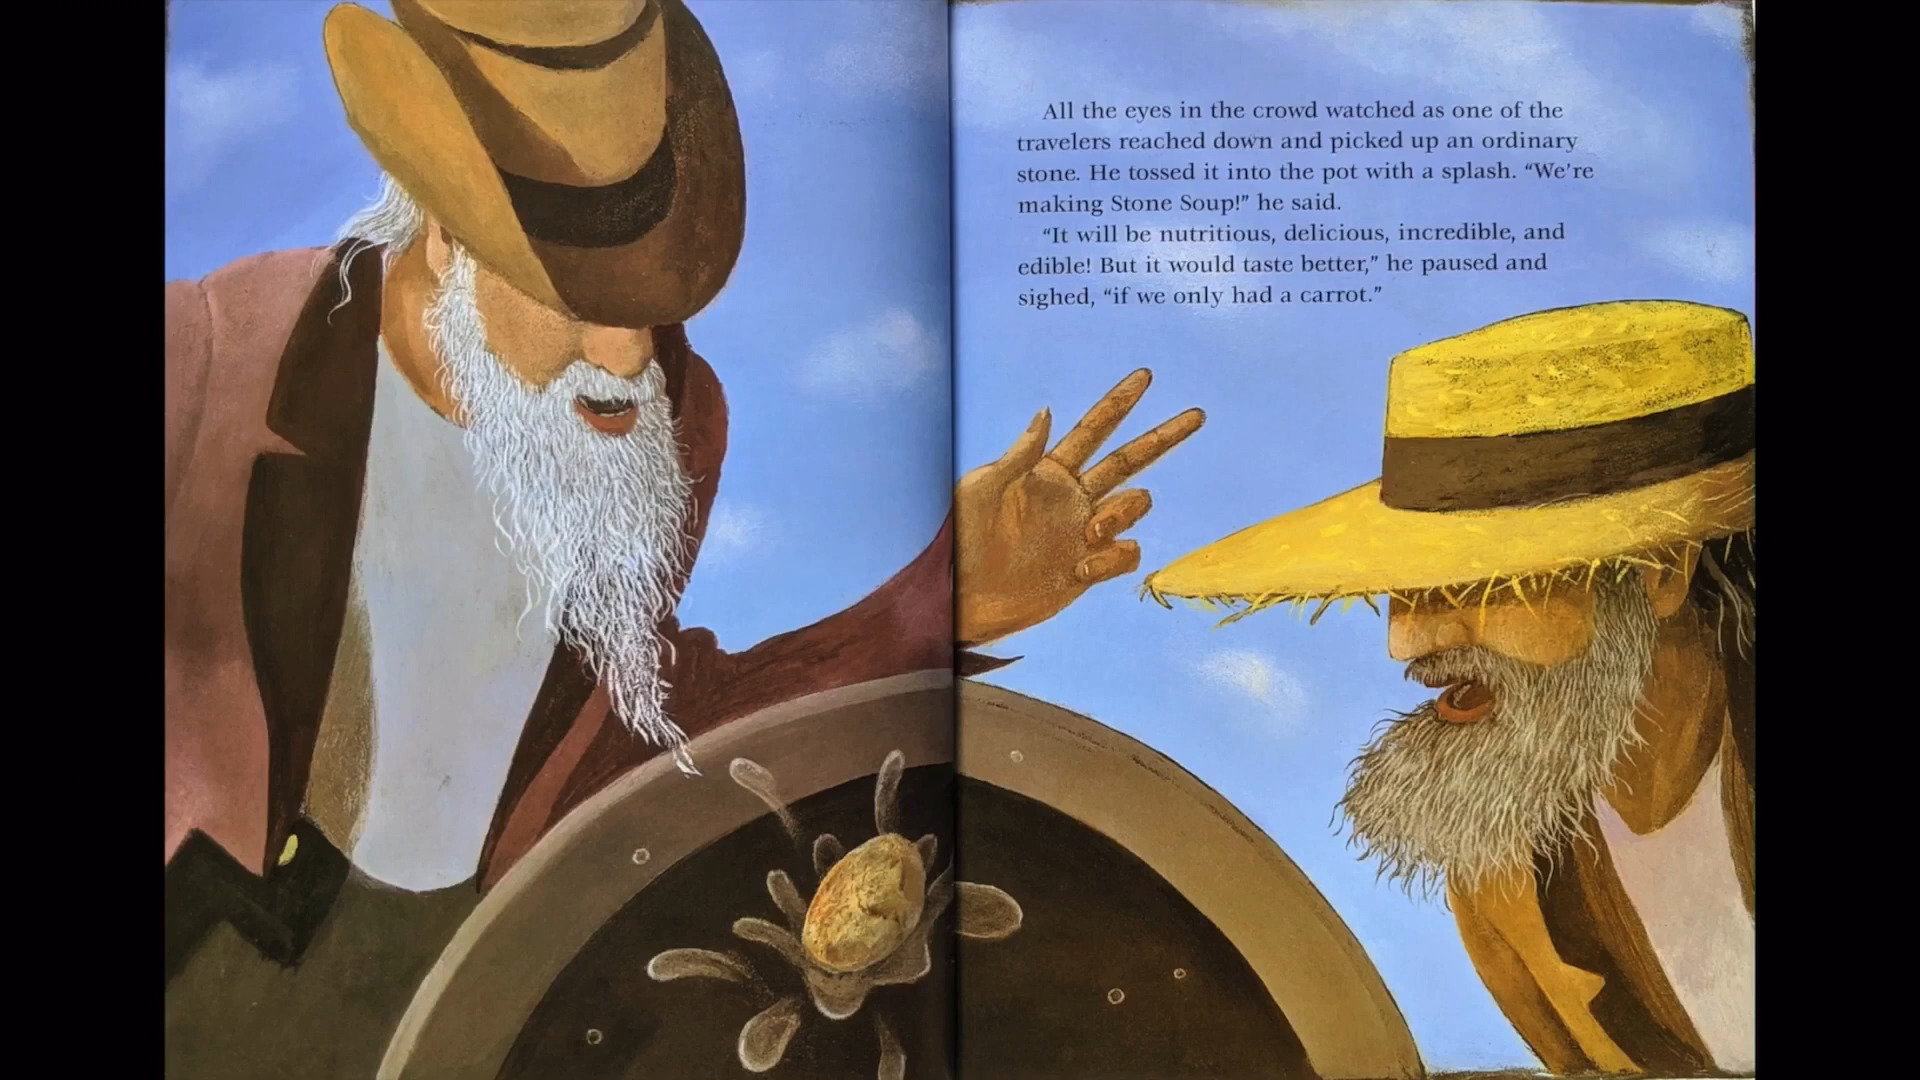 All the eyes in the crowd watched as one of the
travelers reached down and picked up an ordinary
stone. He tossed it into the pot with a splash. “We’re
making Stone Soup!” he said.
“It will be nutritious, delicious, incredible, and
edible! But it would taste better,” he paused and
sighed, “if we only had a carrot.”